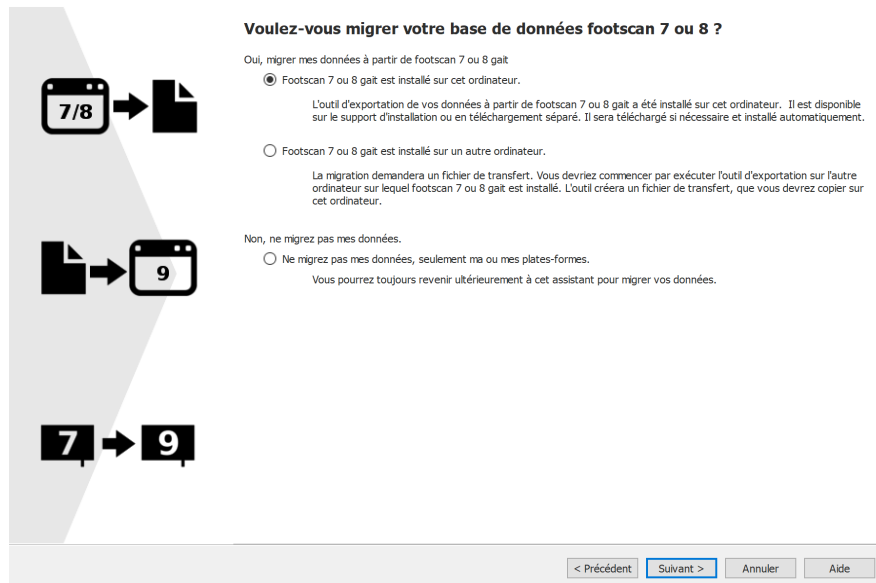 Voulez-vous migrer votre base de données footscan 7 ou 8 ?
Oui, migrer mes données à partir de footscan 7 ou 8 gait
Footscan 7 ou 8 gait est installé sur cet ordinateur.
L'outil d'exportation de vos données à partir de footscan 7 ou 8 gait a été installé sur cet ordinateur. Il est disponible
sur le support d'installation ou en téléchargement séparé. Il sera téléchargé si nécessaire et installé automatiquement.
7/8
Footscan 7 ou 8 gait est installé sur un autre ordinateur.
La migration demandera un fichier de transfert. Vous devriez commencer par exécuter l'outil d'exportation sur l'autre
ordinateur sur lequel footscan 7 ou 8 gait est installé. L'outil créera un fichier de transfert, que vous devrez copier sur
cet ordinateur.
Non, ne migrez pas mes données.
Ne migrez pas mes données, seulement ma ou mes plates-formes.
9
Vous pourrez toujours revenir ultérieurement à cet assistant pour migrer vos données.
7 9
< Précédent Suivant > Annuler Aide